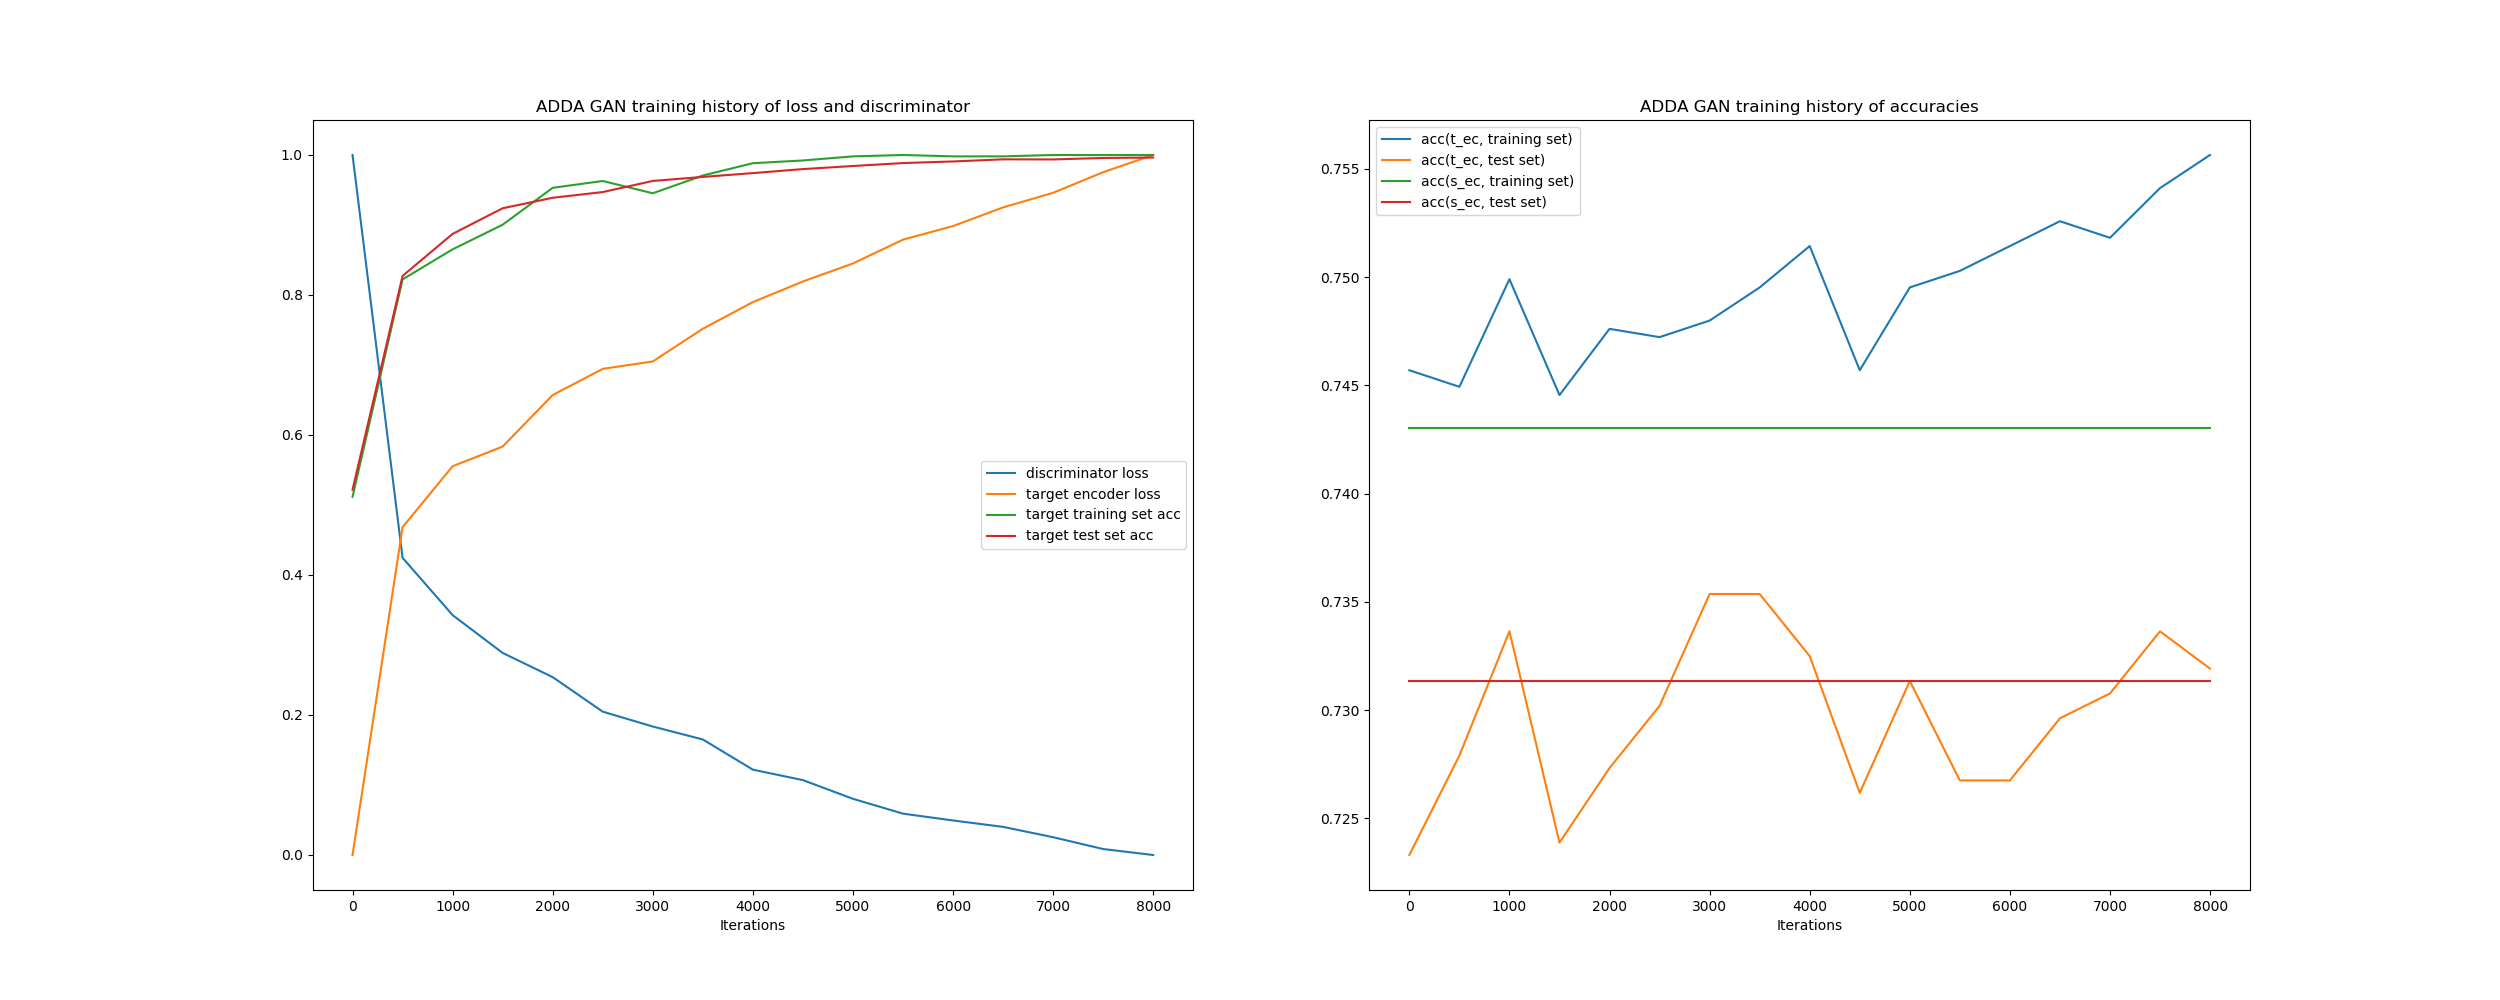 ADDA GAN training history of loss and discriminator
1.0
0.8
0.6
0.4
0.2
0.0
discriminator loss
target encoder loss
target training set acc
target test set acc
0 1000 2000 3000 4000 5000 6000 7000 8000
Iterations
ADDA GAN training history of accuracies
acc(t_ec, training set)
acc(t_ec, test set)
acc(s_ec, training set)
acc(s_ec, test set)
0.755
0.750
0.745
0.740
0.735
0.730
0.725
0 1000 2000 3000 4000 5000 6000 7000 8000
Iterations